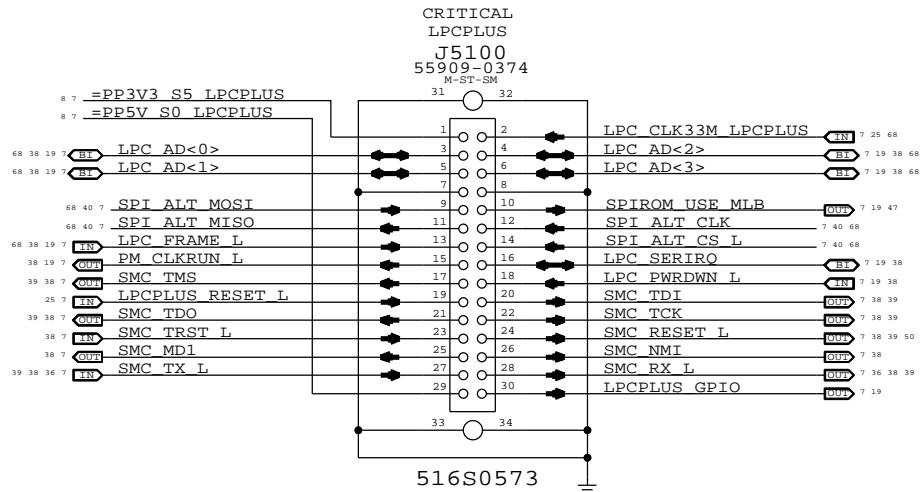 CRITICAL
LPCPLUS
J5100
55909-0374
M-ST-SM
31 32
8 7 =PP3V3_S5_LPCPLUS
8 7 =PP5V_S0_LPCPLUS
1 2 LPC_CLK33M_LPCPLUS IN 7 25 68
68 38 19 7 BI LPC_AD<0> 3 4 LPC_AD<2> BI 7 19 38 68
68 38 19 7 BI LPC_AD<1> 5 6 LPC_AD<3> BI 7 19 38 68
7 8
68 40 7 SPI_ALT_MOSI 9 10 SPIROM_USE_MLB OUT 7 19 47
68 40 7 SPI_ALT_MISO 11 12 SPI_ALT_CLK 7 40 68
68 38 19 7 IN LPC_FRAME_L 13 14 SPI_ALT_CS_L 7 40 68
38 19 7 OUT PM_CLKRUN_L 15 16 LPC_SERIRQ BI 7 19 38
39 38 7 OUT SMC_TMS 17 18 LPC_PWRDWN_L IN 7 19 38
25 7 IN LPCPLUS_RESET_L 19 20 SMC_TDI OUT 7 38 39
39 38 7 OUT SMC_TDO 21 22 SMC_TCK OUT 7 38 39
38 7 IN SMC_TRST_L 23 24 SMC_RESET_L OUT 7 38 39 50
38 7 OUT SMC_MD1 25 26 SMC_NMI OUT 7 38
39 38 36 7 IN SMC_TX_L 27 28 SMC_RX_L OUT 7 36 38 39
29 30 LPCPLUS_GPIO OUT 7 19
33 34
516S0573